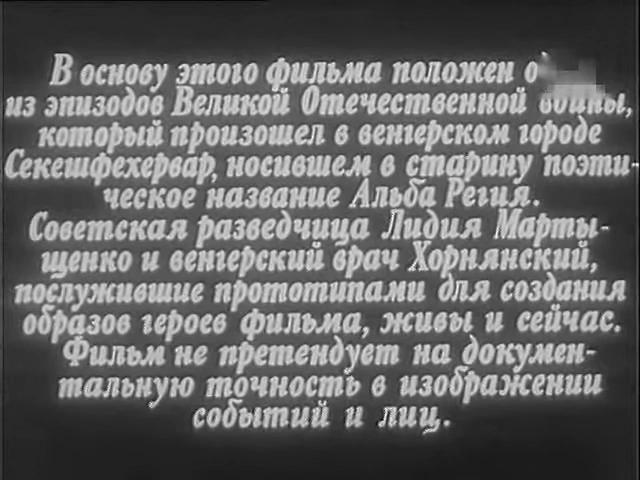 В основу этого фильма положен о
из эпизодов Великой Отечественной войны,
который произошел в венгерском городе
Секешфехервар, носившем в старину поэти-
ческое название Альба Регия.
Советская разведчица Лидия Марты-
щенко и венгерский врач Хорнянский,
послужившие прототипами для создания
образов героев фильма, живы и сейчас.
Фильм не претендует на докумен-
тальную точность в изображении
событий и лиц.